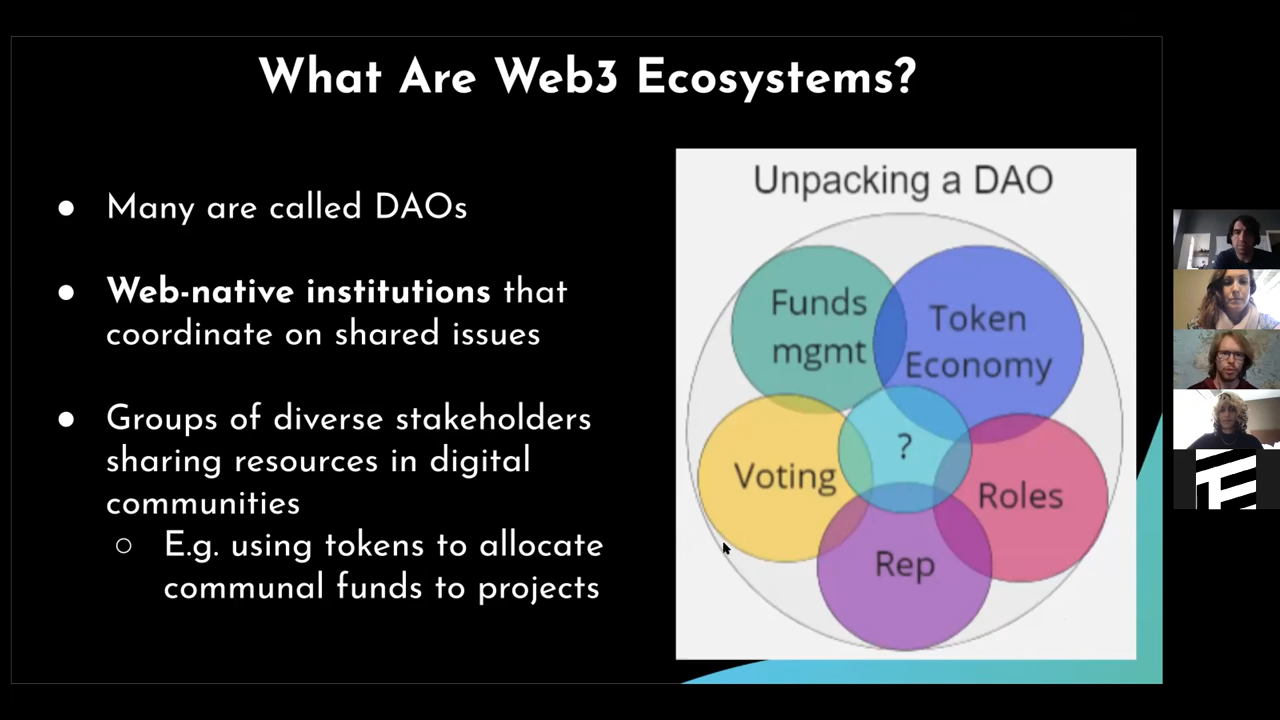 What Are Web3 Ecosystems?
● Many are called DAOs
● Web-native institutions that
coordinate on shared issues
● Groups of diverse stakeholders
sharing resources in digital
communities
○ E.g. using tokens to allocate
communal funds to projects
Unpacking a DAO
Funds
mgmt
Token
Economy
?
Voting
Roles
Rep